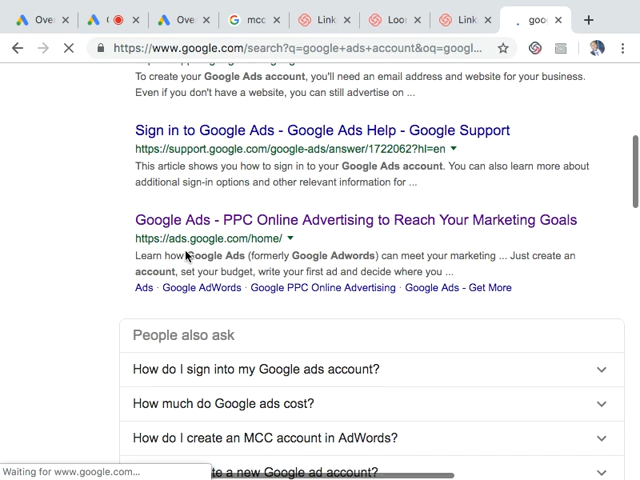 Over
(
Over
mcc
Link
Loor
Link
goo
https://www.google.com/search?q=google+ads+account&oq=googl...
To create your Google Ads account, you'll need an email address and website for your business.
Even if you don't have a website, you can still advertise on ...
Sign in to Google Ads - Google Ads Help - Google Support
https://support.google.com/google-ads/answer/1722062?hl=en
This article shows you how to sign in to your Google Ads account. You can also learn more about
additional sign-in options and other relevant information for ...
Google Ads - PPC Online Advertising to Reach Your Marketing Goals
https://ads.google.com/home/
Learn how Google Ads (formerly Google Adwords) can meet your marketing ... Just create an
account, set your budget, write your first ad and decide where you ...
Ads · Google AdWords · Google PPC Online Advertising · Google Ads - Get More
People also ask
How do I sign into my Google ads account?
How much do Google ads cost?
How do I create an MCC account in AdWords?
te a new Google ad account?
Waiting for www.google.com...